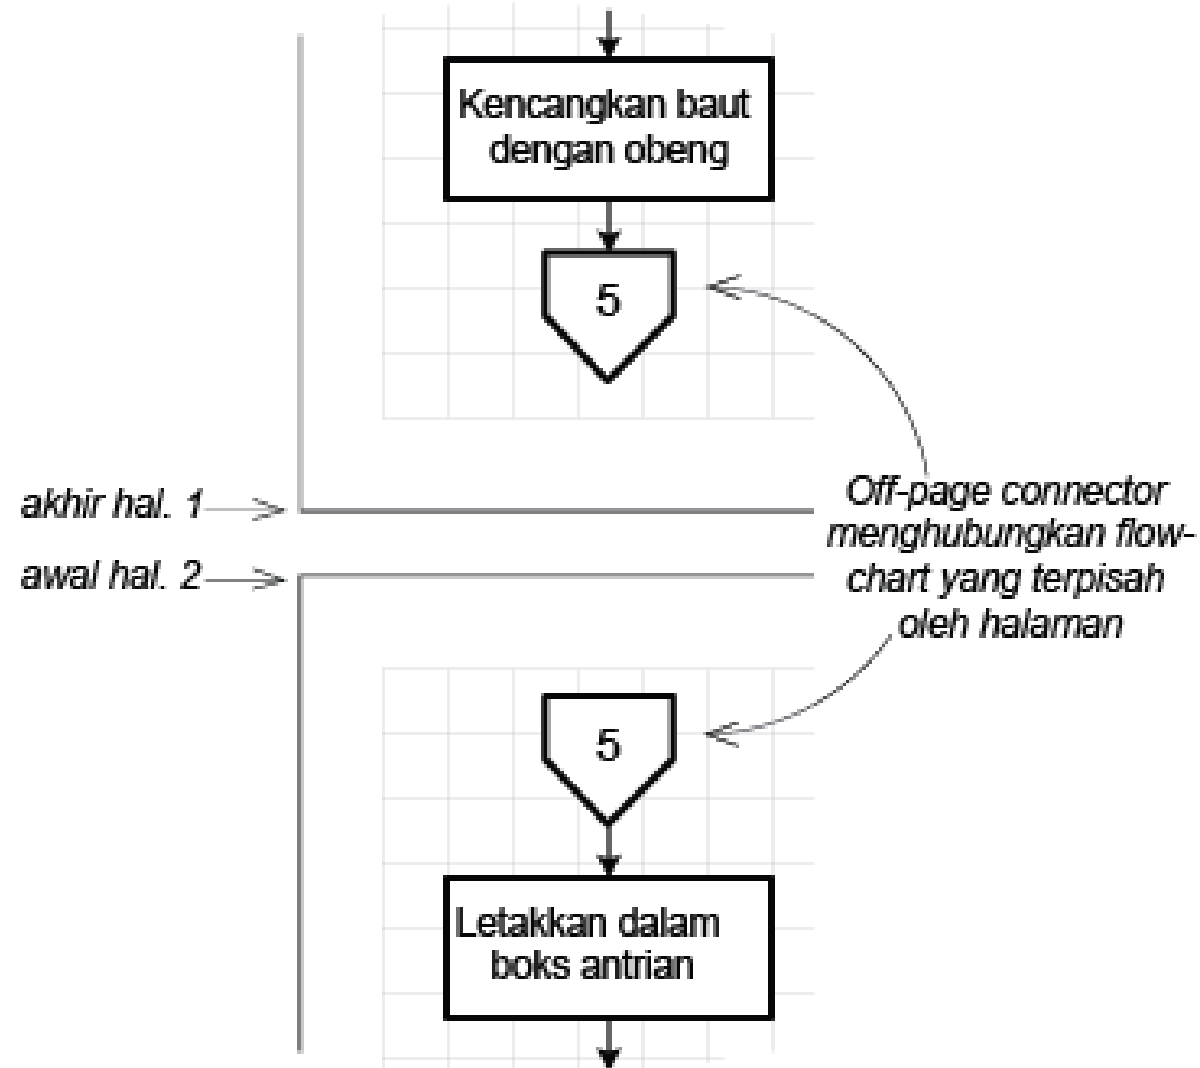 Kencangkan baut
dengan obeng
5
akhir hal. 1
awal hal. 2
Off-page connector
menghubungkan flow-
chart yang terpisah
oleh halaman
5
Letakkan dalam
boks antrian